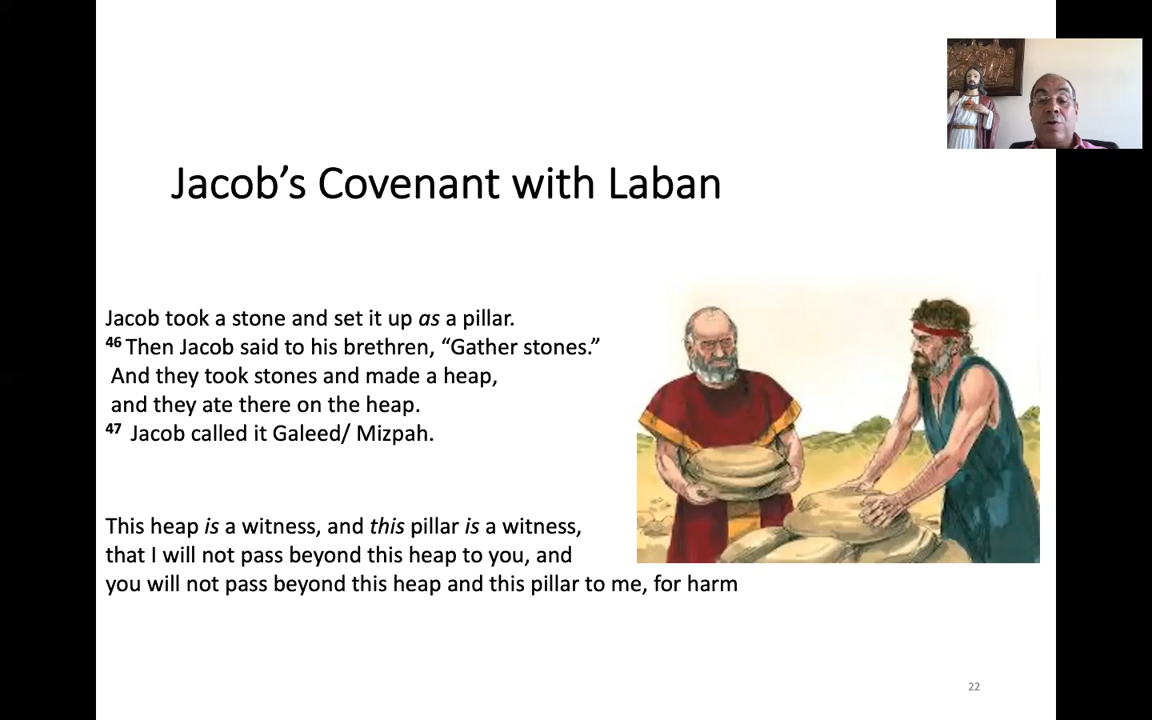 Jacob’s Covenant with Laban
Jacob took a stone and set it up as a pillar.
46 Then Jacob said to his brethren, “Gather stones.”
And they took stones and made a heap,
and they ate there on the heap.
47 Jacob called it Galeed/ Mizpah.
This heap is a witness, and this pillar is a witness,
that I will not pass beyond this heap to you, and
you will not pass beyond this heap and this pillar to me, for harm
22